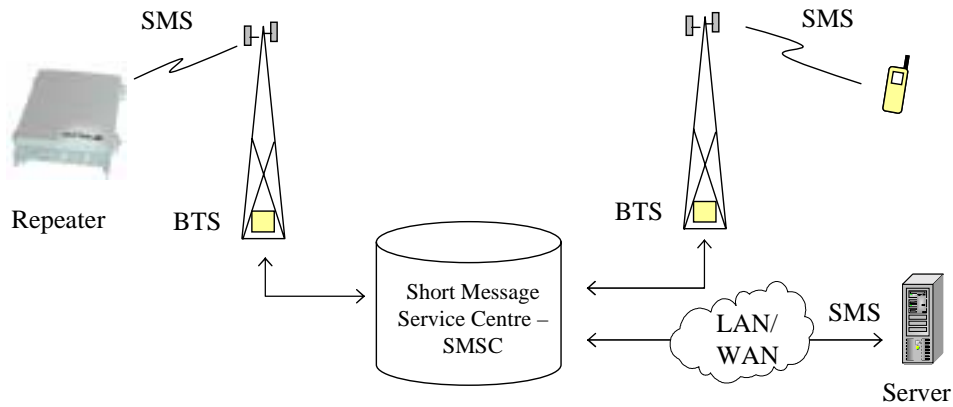 SMS
SMS
Repeater
BTS
BTS
Short Message
Service Centre –
SMSC
LAN/
WAN
SMS
Server